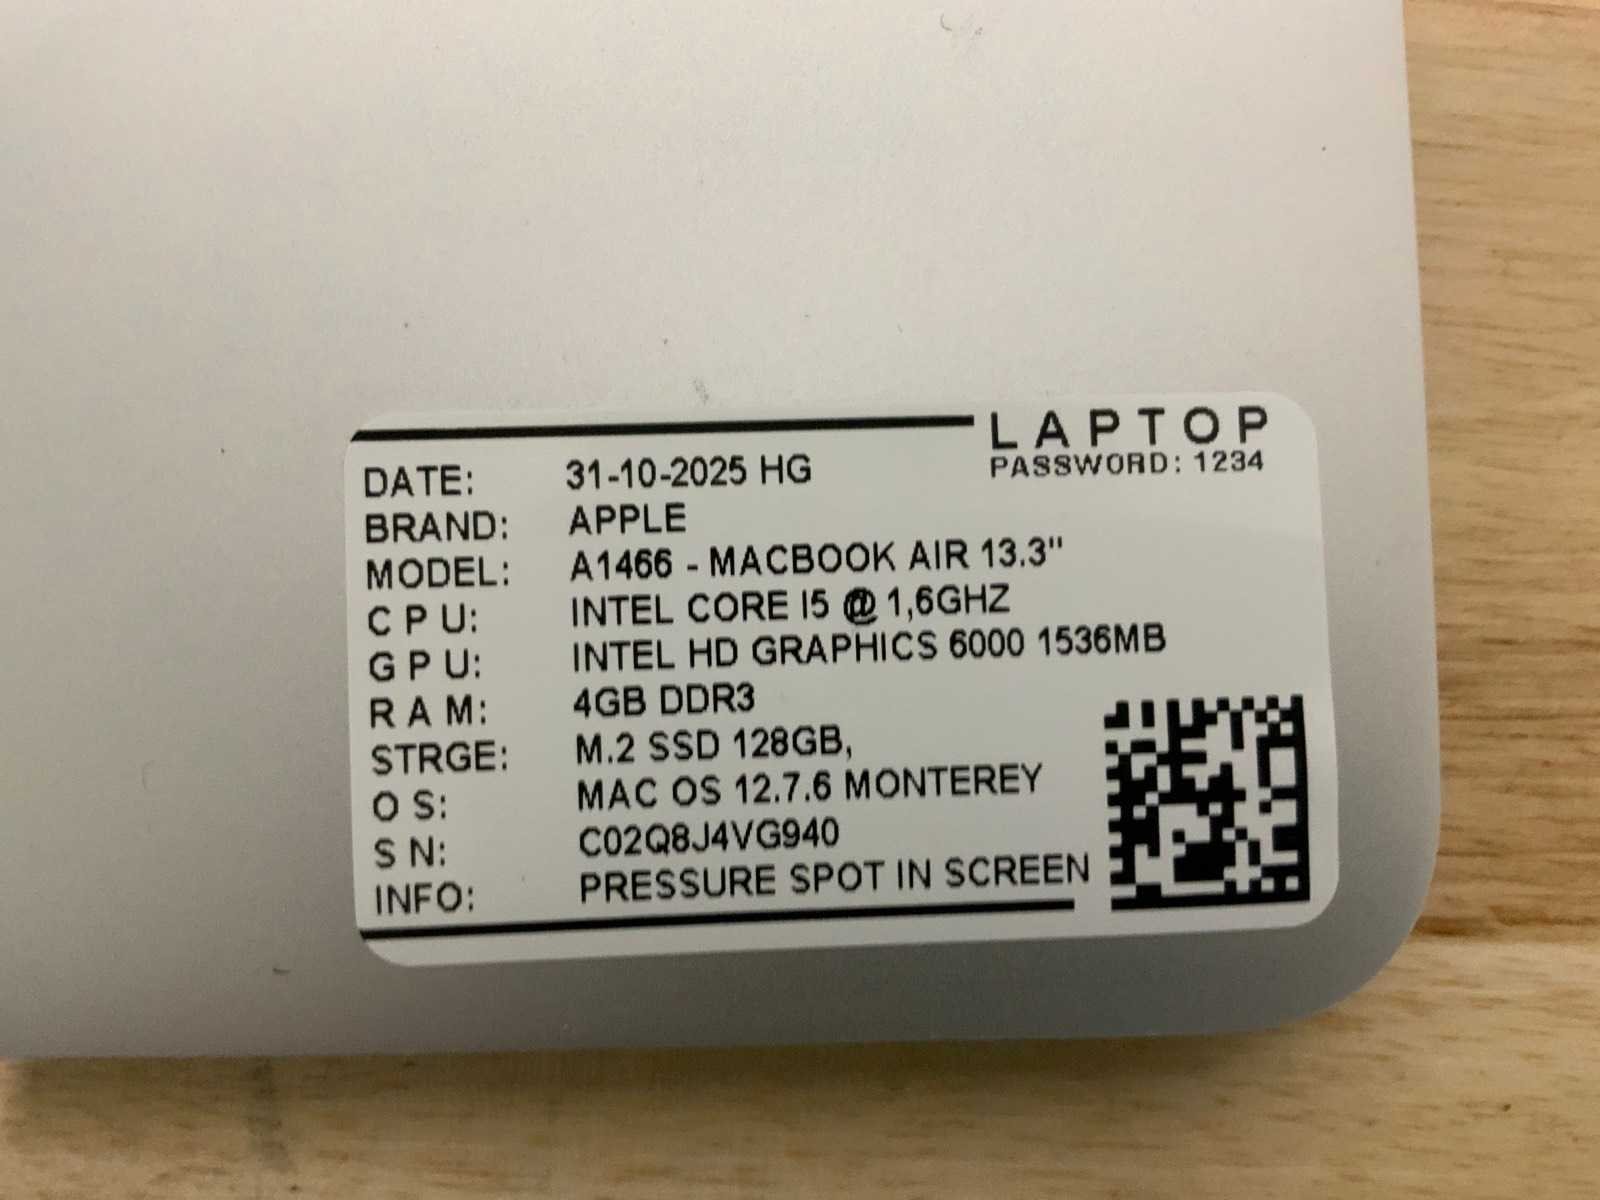 LAPTOP
PASSWORD: 1234
DATE: 31-10-2025 HG
BRAND: APPLE
MODEL: A1466 - MACBOOK AIR 13.3"
C P U: INTEL CORE I5 @ 1,6GHZ
G P U: INTEL HD GRAPHICS 6000 1536MB
R A M: 4GB DDR3
STRGE: M.2 SSD 128GB,
O S: MAC OS 12.7.6 MONTEREY
S N: C02Q8J4VG940
INFO: PRESSURE SPOT IN SCREEN